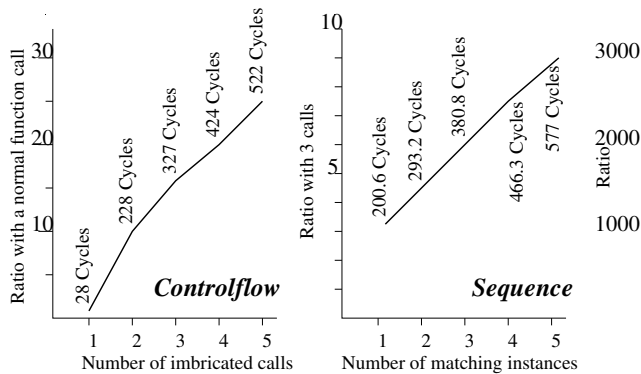 Ratio with a normal function call
30
20
10
28 Cycles
228 Cycles
327 Cycles
424 Cycles
522 Cycles
Controlflow
1 2 3 4 5
Number of imbricated calls
Ratio with 3 calls
10
5
200.6 Cycles
293.2 Cycles
380.8 Cycles
466.3 Cycles
577 Cycles
Sequence
1 2 3 4 5
Number of matching instances
3000
2000
1000
Ratio